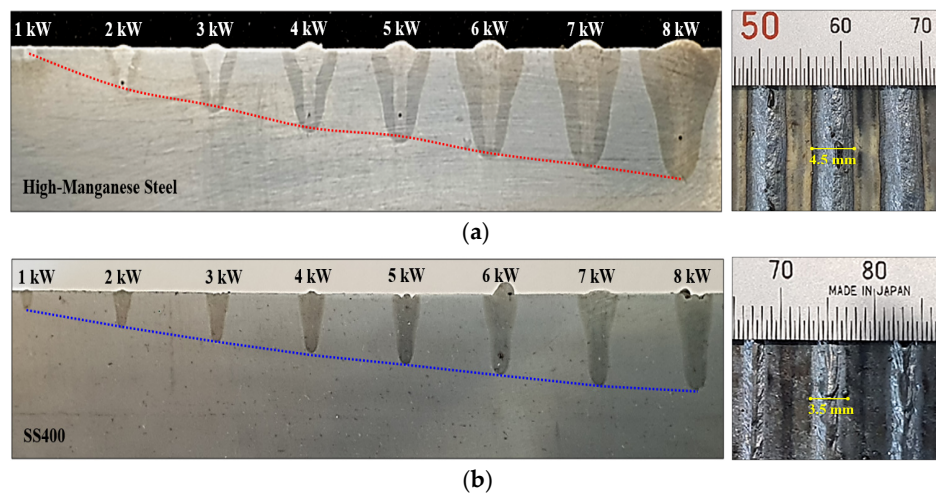 1 kW 2 kW 3 kW 4 kW 5 kW 6 kW 7 kW 8 kW
50 60 70
4.5 mm
High-Manganese Steel
(a)
1 kW 2 kW 3 kW 4 kW 5 kW 6 kW 7 kW 8 kW
70 80
MADE IN JAPAN
3.5 mm
SS400
(b)